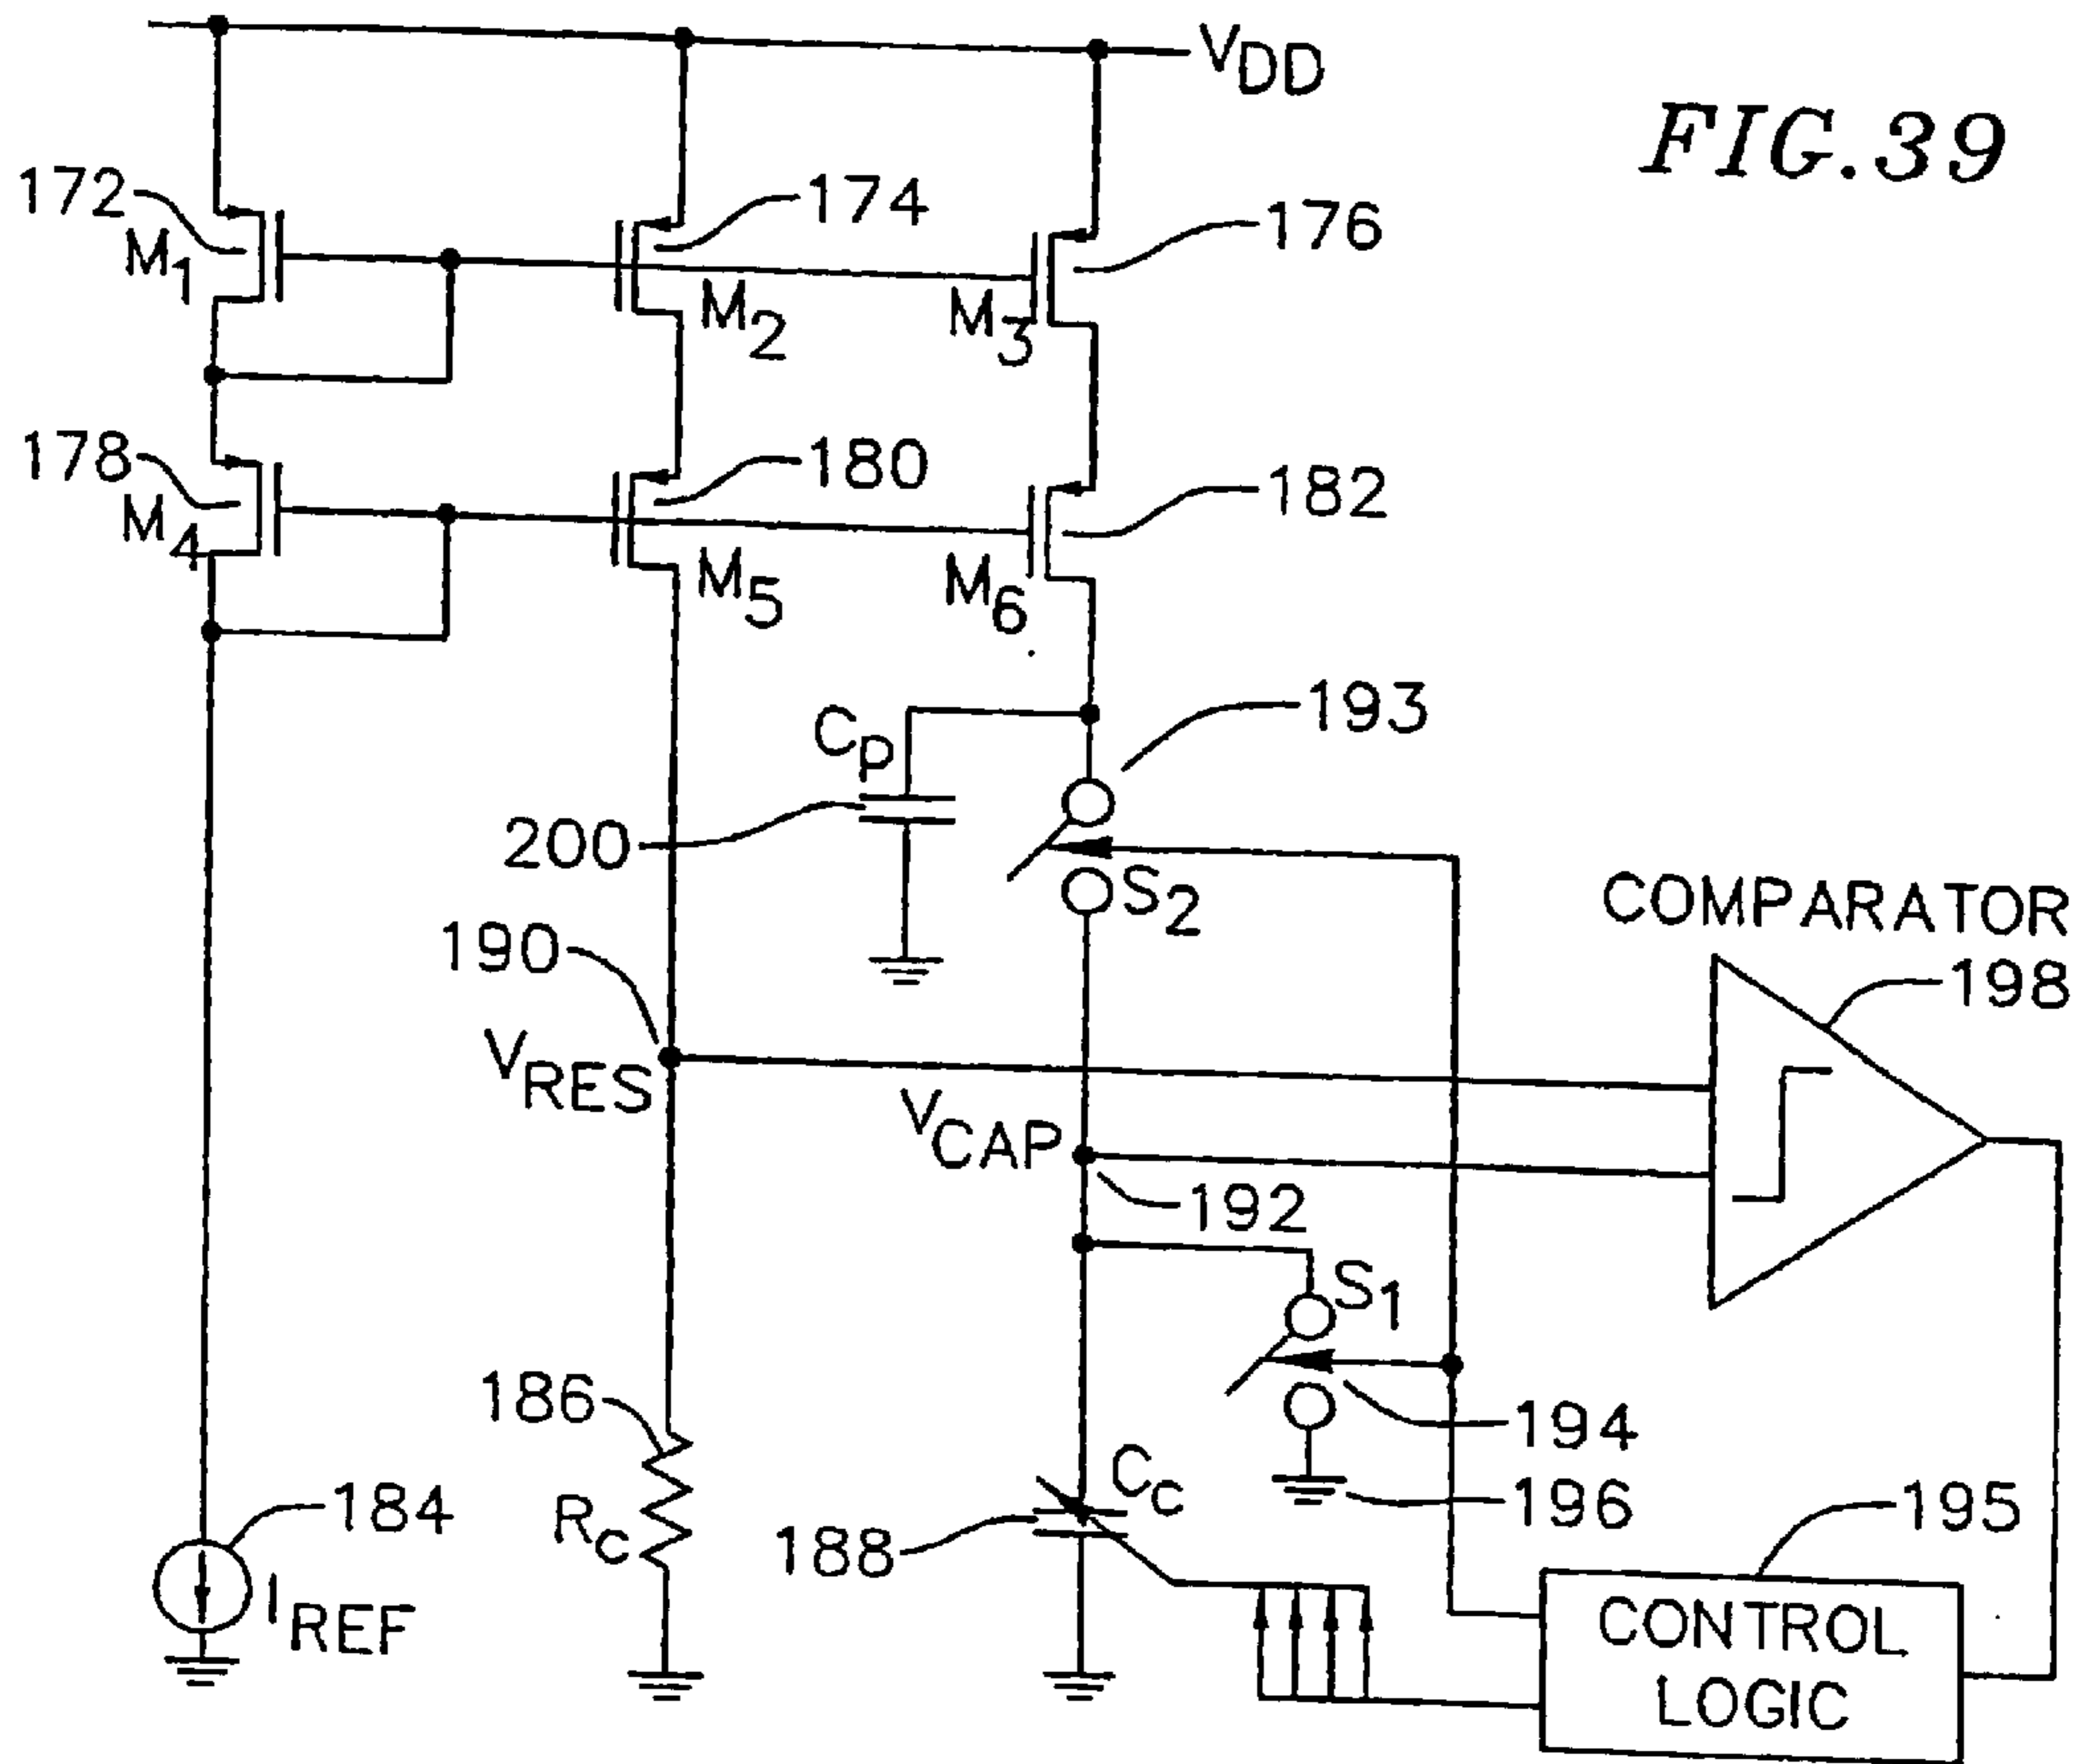 VDD
FIG.39
172
M1
174
M2
176
M3
178
M4
180
M5
182
M6
CP
193
200
S2
COMPARATOR
190
198
VRES
VCAP
192
S1
186
194
CC
184
196
195
RC
188
IREF
CONTROL
LOGIC